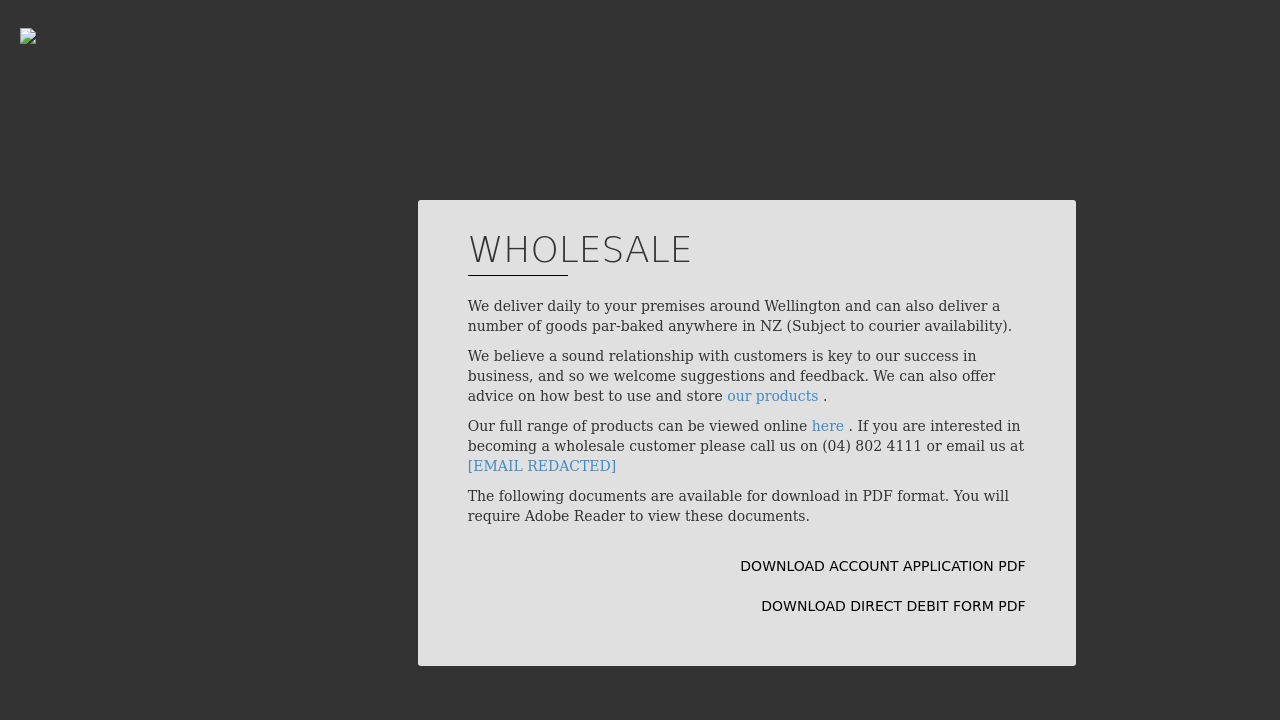 WHOLESALE
We deliver daily to your premises around Wellington and can also deliver a
number of goods par-baked anywhere in NZ (Subject to courier availability).
We believe a sound relationship with customers is key to our success in
business, and so we welcome suggestions and feedback. We can also offer
advice on how best to use and store our products .
Our full range of products can be viewed online here . If you are interested in
becoming a wholesale customer please call us on (04) 802 4111 or email us at
[EMAIL REDACTED]
The following documents are available for download in PDF format. You will
require Adobe Reader to view these documents.
DOWNLOAD ACCOUNT APPLICATION PDF
DOWNLOAD DIRECT DEBIT FORM PDF